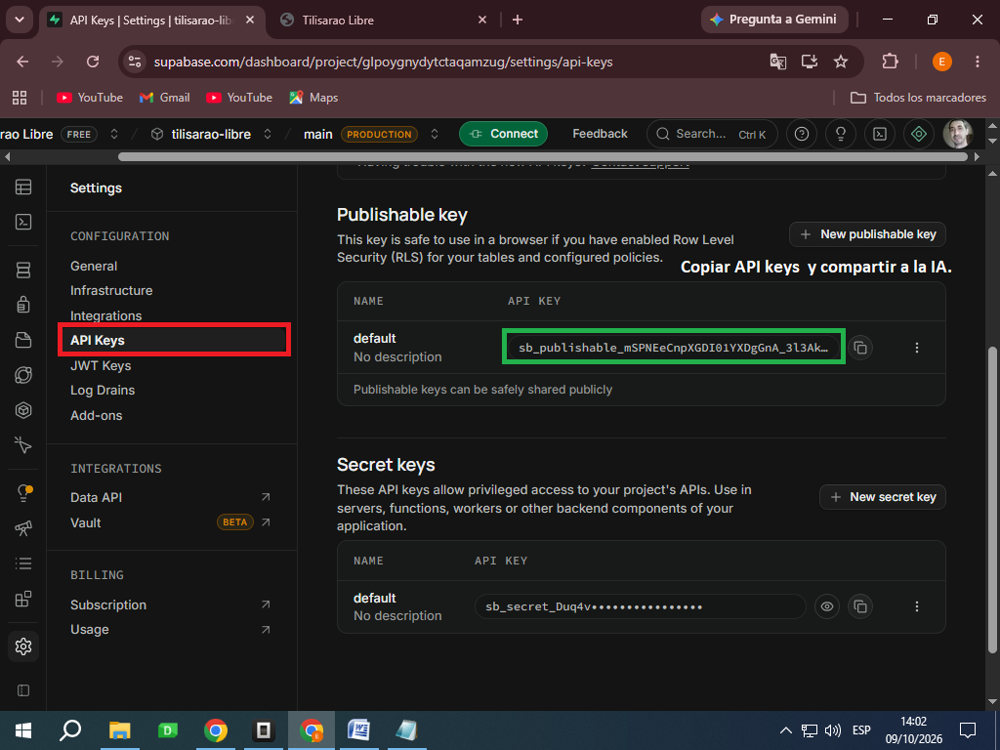 API Keys | Settings | tilisarao-lib
Tilisarao Libre
Pregunta a Gemini
supabase.com/dashboard/project/glpoygnydytctaqamzug/settings/api-keys
E
YouTube
Gmail
YouTube
Maps
Todos los marcadores
rao Libre
FREE
tilisarao-libre
main
PRODUCTION
Connect
Feedback
Search...
Ctrl K
Settings
CONFIGURATION
General
Infrastructure
Integrations
API Keys
JWT Keys
Log Drains
Add-ons
INTEGRATIONS
Data API
Vault
BETA
BILLING
Subscription
Usage
Publishable key
This key is safe to use in a browser if you have enabled Row Level
Security (RLS) for your tables and configured policies.
New publishable key
Copiar API keys y compartir a la IA.
NAME
API KEY
default
No description
sb_publishable_mSPNEeCnpXGDI01YXDgGnA_3l3Ak…
Publishable keys can be safely shared publicly
Secret keys
These API keys allow privileged access to your project's APIs. Use in
servers, functions, workers or other backend components of your
application.
New secret key
NAME
API KEY
default
No description
sb_secret_Duq4v••••••••••••••••
ESP
14:02
09/10/2026